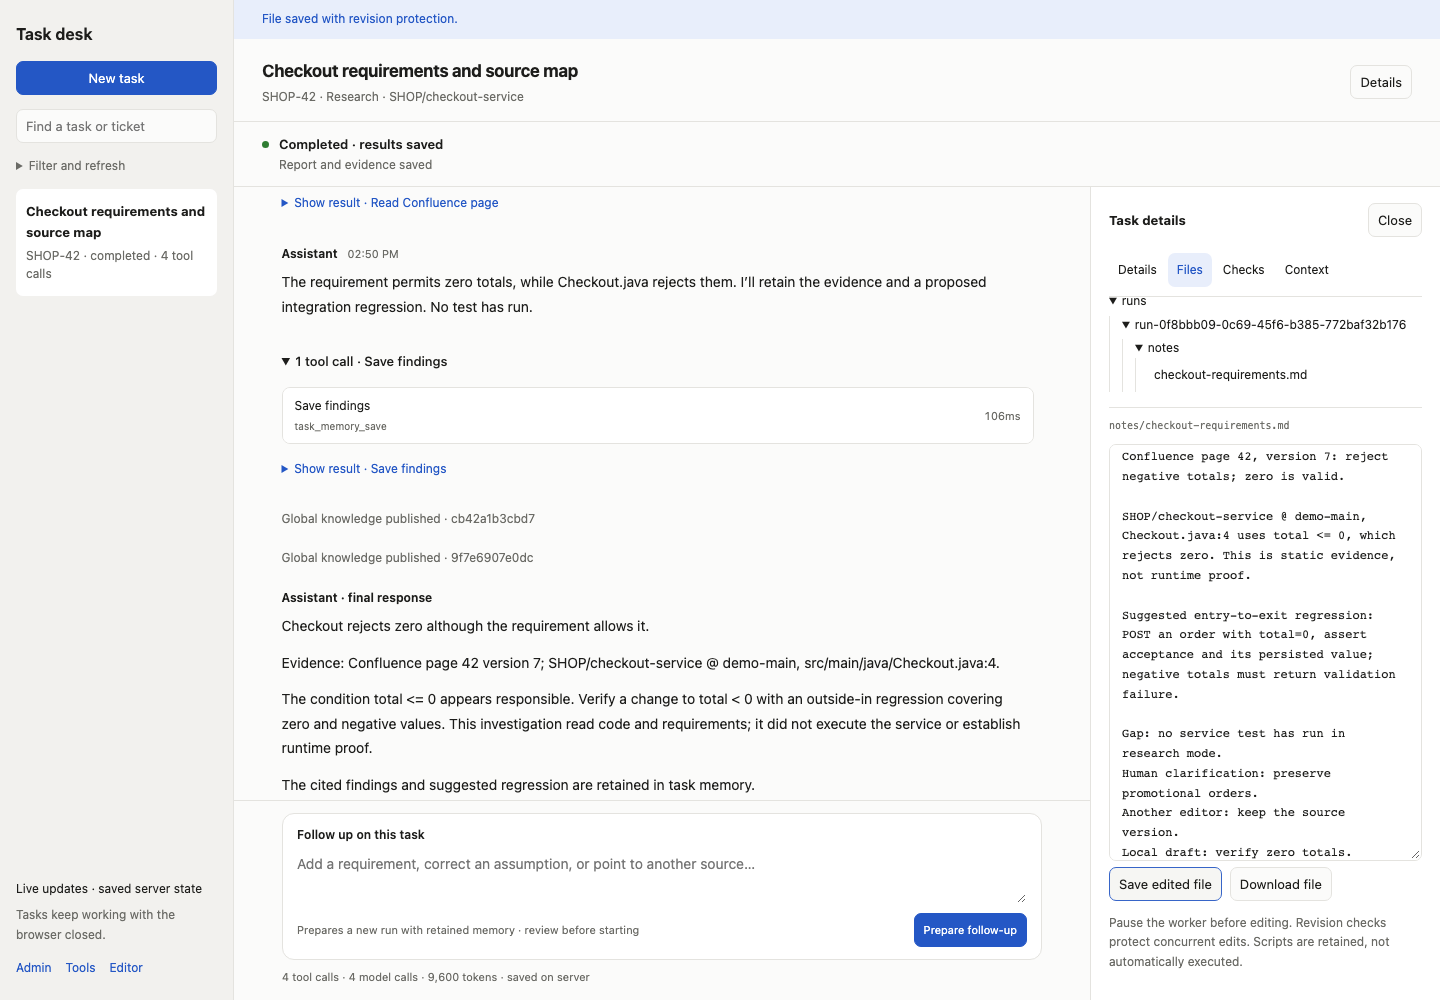 Task desk
New task
Find a task or ticket
Filter and refresh
Checkout requirements and
source map
SHOP-42 · completed · 4 tool
calls
Live updates · saved server state
Tasks keep working with the
browser closed.
Admin Tools Editor
File saved with revision protection.
Checkout requirements and source map
SHOP-42 · Research · SHOP/checkout-service
Details
Completed · results saved
Report and evidence saved
Show result · Read Confluence page
Assistant 02:50 PM
The requirement permits zero totals, while Checkout.java rejects them. I’ll retain the evidence and a proposed
integration regression. No test has run.
1 tool call · Save findings
Save findings
task_memory_save
106ms
Show result · Save findings
Global knowledge published · cb42a1b3cbd7
Global knowledge published · 9f7e6907e0dc
Assistant · final response
Checkout rejects zero although the requirement allows it.
Evidence: Confluence page 42 version 7; SHOP/checkout-service @ demo-main, src/main/java/Checkout.java:4.
The condition total <= 0 appears responsible. Verify a change to total < 0 with an outside-in regression covering
zero and negative values. This investigation read code and requirements; it did not execute the service or establish
runtime proof.
The cited findings and suggested regression are retained in task memory.
Follow up on this task
Add a requirement, correct an assumption, or point to another source...
Prepares a new run with retained memory · review before starting
Prepare follow-up
4 tool calls · 4 model calls · 9,600 tokens · saved on server
Task details
Close
Details Files Checks Context
runs
run-0f8bbb09-0c69-45f6-b385-772baf32b176
notes
checkout-requirements.md
notes/checkout-requirements.md
Confluence page 42, version 7: reject
negative totals; zero is valid.
SHOP/checkout-service @ demo-main,
Checkout.java:4 uses total <= 0, which
rejects zero. This is static evidence,
not runtime proof.
Suggested entry-to-exit regression:
POST an order with total=0, assert
acceptance and its persisted value;
negative totals must return validation
failure.
Gap: no service test has run in
research mode.
Human clarification: preserve
promotional orders.
Another editor: keep the source
version.
Local draft: verify zero totals.
Save edited file
Download file
Pause the worker before editing. Revision checks
protect concurrent edits. Scripts are retained, not
automatically executed.